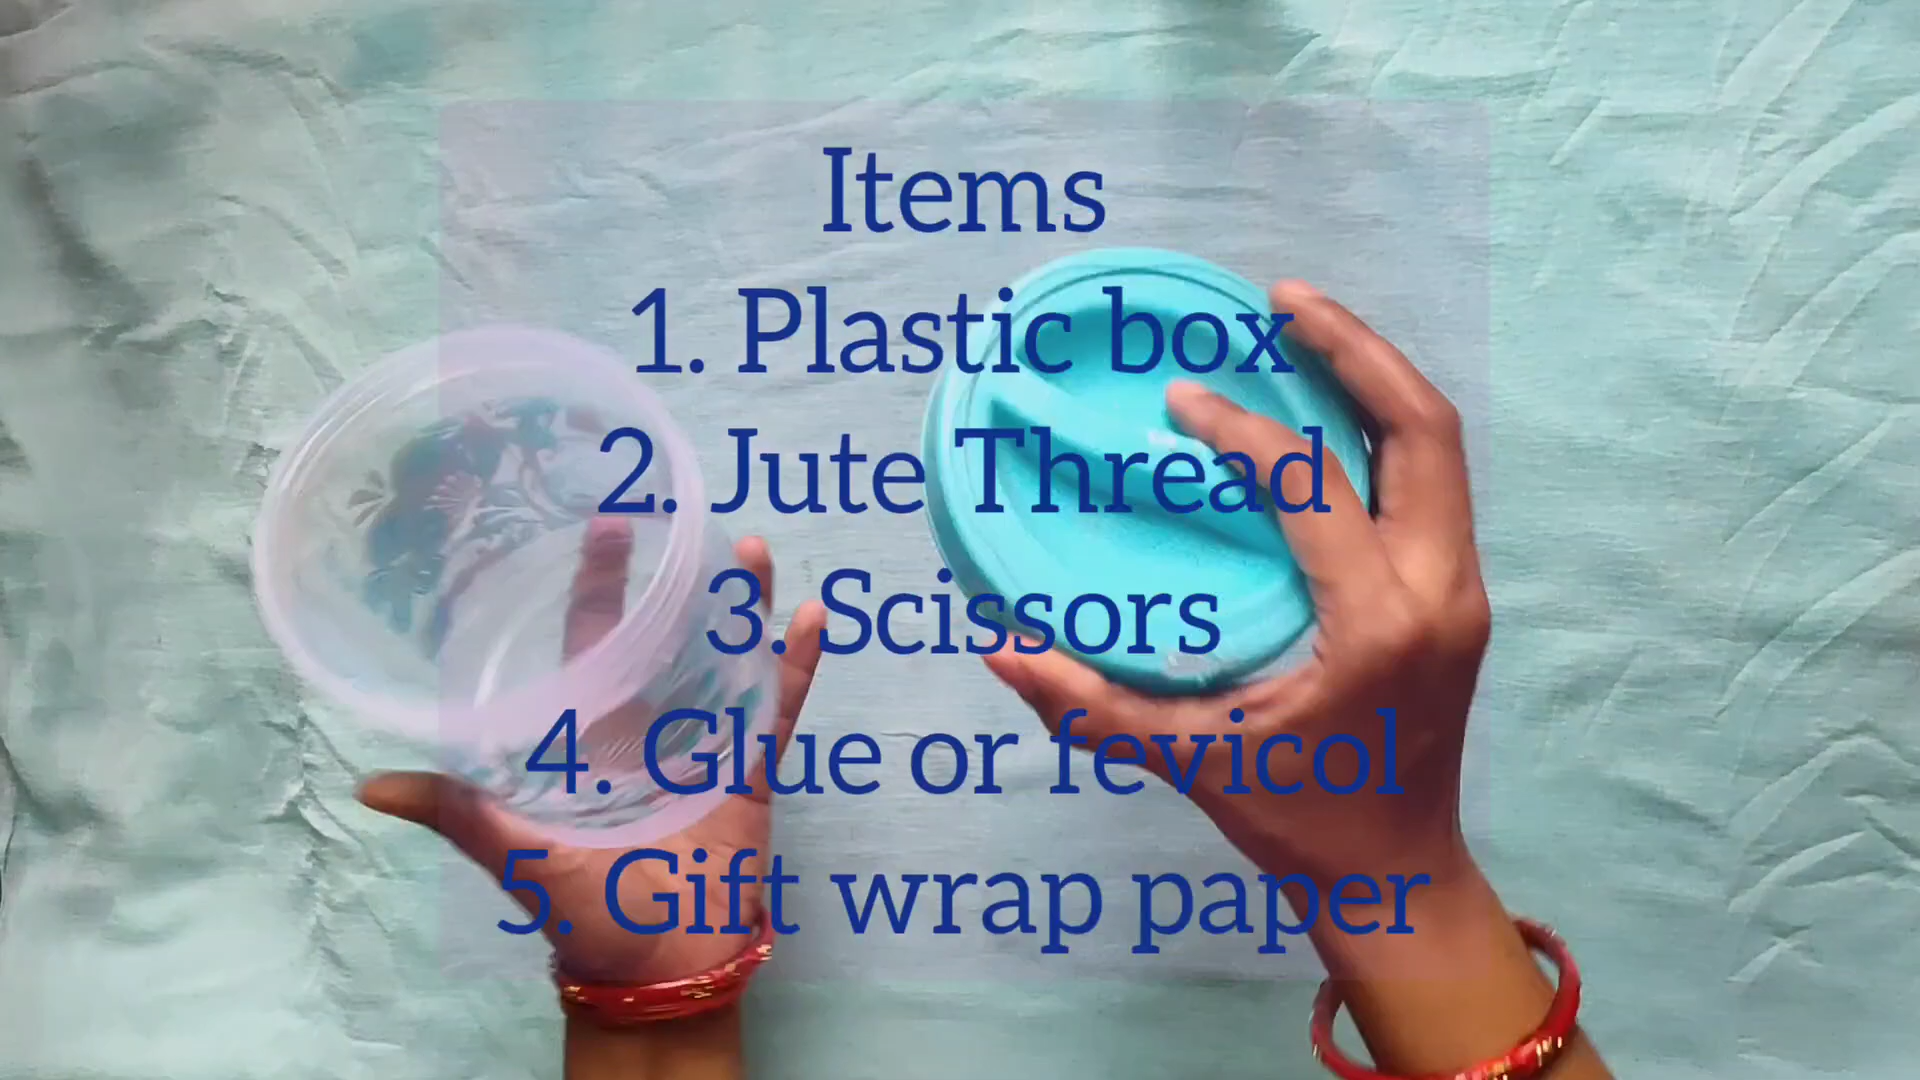 Items
1. Plastic box
2. Jute Thread
3. Scissors
4. Glue or fevicol
5. Gift wrap paper